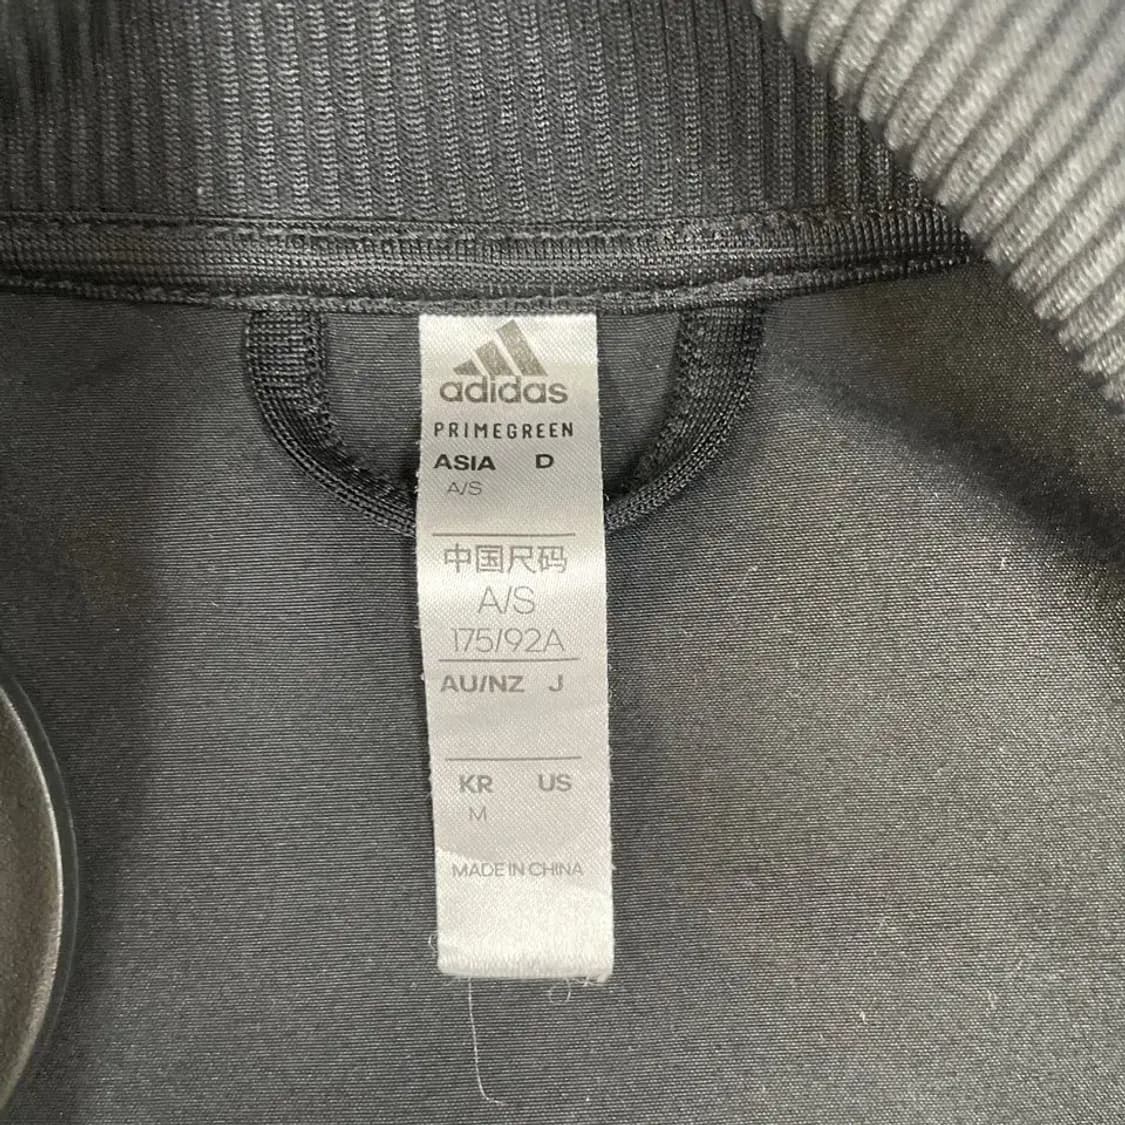 adidas
PRIMEGREEN
ASIA D
A/S
中国尺码
A/S
175/92A
AU/NZ J
KR US
M
MADE IN CHINA